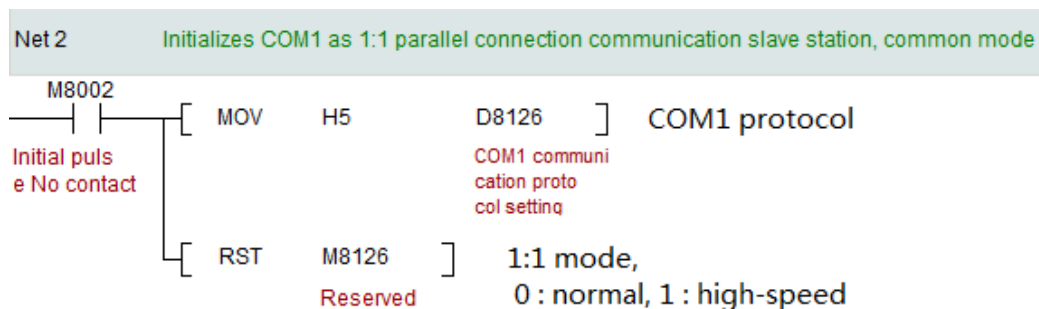 Net 2 Initializes COM1 as 1:1 parallel connection communication slave station, common mode
M8002
MOV H5 D8126 COM1 protocol
Initial puls
e No contact
COM1 communi
cation proto
col setting
RST M8126 1:1 mode,
Reserved 0 : normal, 1 : high-speed